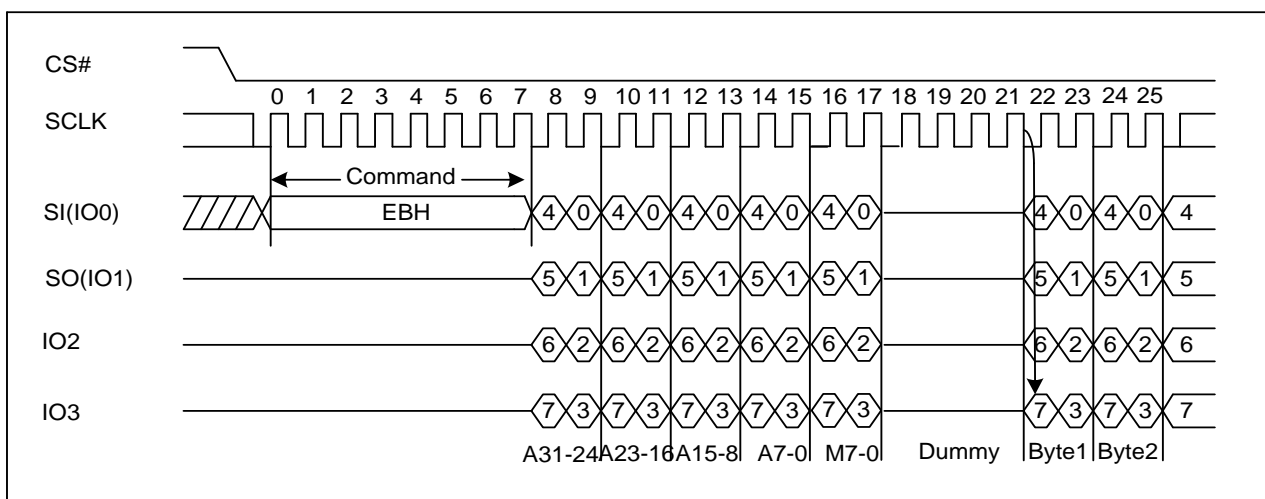 CS#
0 1 2 3 4 5 6 7 8 9 10 11 12 13 14 15 16 17 18 19 20 21 22 23 24 25
SCLK
Command
SI(IO0) EBH 4 0 4 0 4 0 4 0 4 0 4 0 4 0 4
SO(IO1) 5 1 5 1 5 1 5 1 5 1 5 1 5 1 5
IO2 6 2 6 2 6 2 6 2 6 2 6 2 6 2 6
IO3 7 3 7 3 7 3 7 3 7 3 7 3 7 3 7
A31-24 A23-16 A15-8 A7-0 M7-0 Dummy Byte1 Byte2